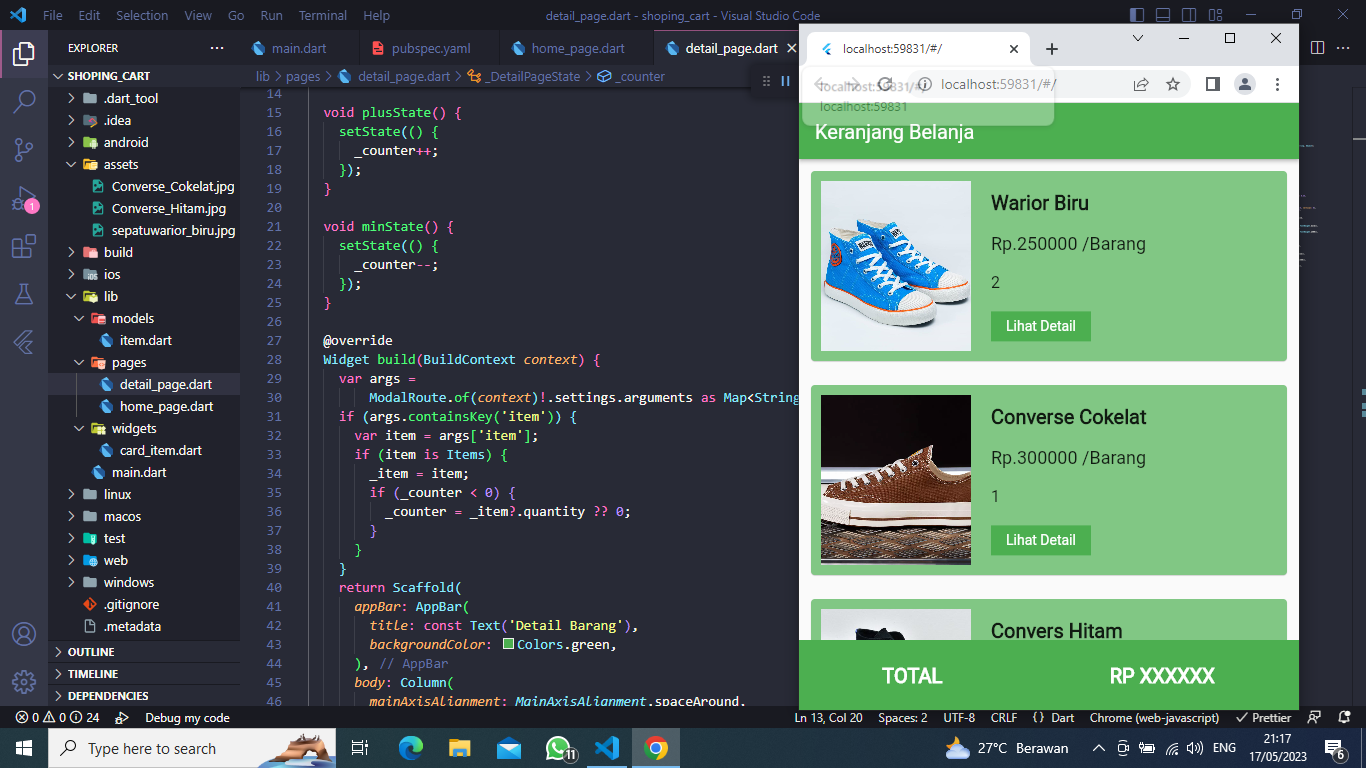 File Edit Selection View Go Run Terminal Help
detail_page.dart - shoping_cart - Visual Studio Code
EXPLORER
SHOPING_CART
.dart_tool
.idea
android
assets
Converse_Cokelat.jpg
Converse_Hitam.jpg
sepatuwarior_biru.jpg
build
ios
lib
models
item.dart
pages
detail_page.dart
home_page.dart
widgets
card_item.dart
main.dart
linux
macos
test
web
windows
.gitignore
.metadata
OUTLINE
TIMELINE
DEPENDENCIES
1
main.dart pubspec.yaml home_page.dart detail_page.dart
lib > pages > detail_page.dart > _DetailPageState > _counter
14
15 void plusState() {
16 setState(() {
17 _counter++;
18 });
19 }
20
21 void minState() {
22 setState(() {
23 _counter--;
24 });
25 }
26
27 @override
28 Widget build(BuildContext context) {
29 var args =
30 ModalRoute.of(context)!.settings.arguments as Map<String
31 if (args.containsKey('item')) {
32 var item = args['item'];
33 if (item is Items) {
34 _item = item;
35 if (_counter < 0) {
36 _counter = _item?.quantity ?? 0;
37 }
38 }
39 }
40 return Scaffold(
41 appBar: AppBar(
42 title: const Text('Detail Barang'),
43 backgroundColor: Colors.green,
44 ), // AppBar
45 body: Column(
46 mainAxisAlignment: MainAxisAlignment.spaceAround,
localhost:59831/#/
localhost:59831/#/
localhost:59831/#/
localhost:59831
Keranjang Belanja
Warior Biru
Rp.250000 /Barang
2
Lihat Detail
Converse Cokelat
Rp.300000 /Barang
1
Lihat Detail
Convers Hitam
TOTAL RP XXXXXX
0 0 24 Debug my code
Ln 13, Col 20 Spaces: 2 UTF-8 CRLF {} Dart Chrome (web-javascript) Prettier
Type here to search
11
27°C Berawan
ENG
21:17
17/05/2023
6